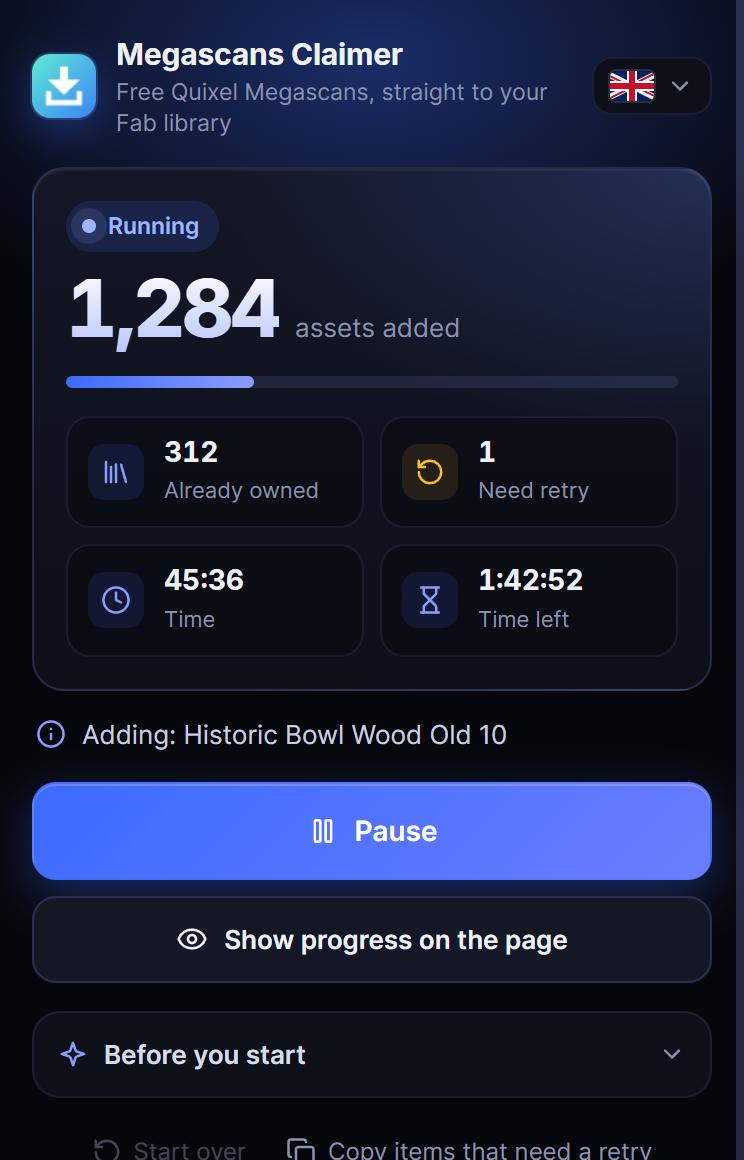 Megascans Claimer
Free Quixel Megascans, straight to your
Fab library
Running
1,284 assets added
312
Already owned
1
Need retry
45:36
Time
1:42:52
Time left
Adding: Historic Bowl Wood Old 10
Pause
Show progress on the page
Before you start
Start over
Copy items that need a retry